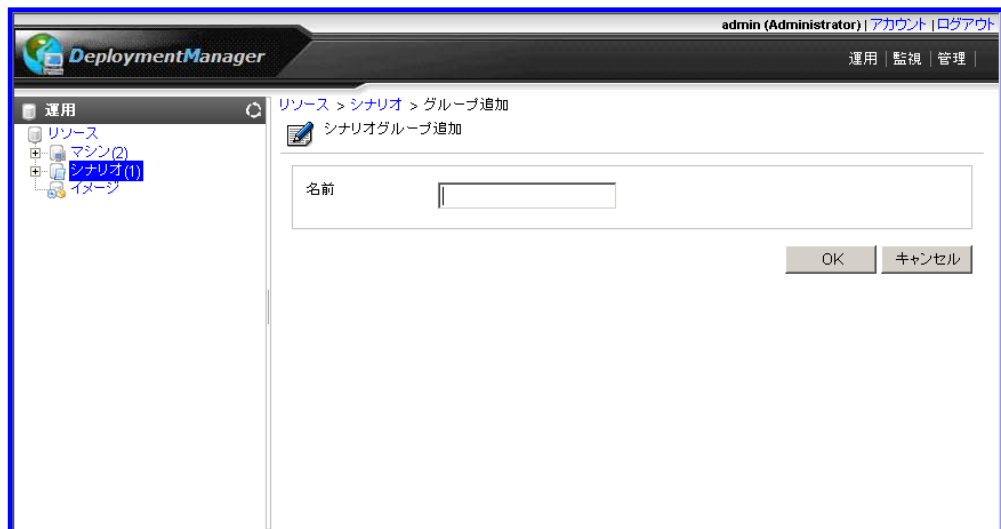 admin (Administrator) | アカウント | ログアウト
DeploymentManager
運用 | 監視 | 管理 |
運用
リソース
マシン(2)
シナリオ(1)
イメージ
リソース > シナリオ > グループ追加
シナリオグループ追加
名前
OK キャンセル